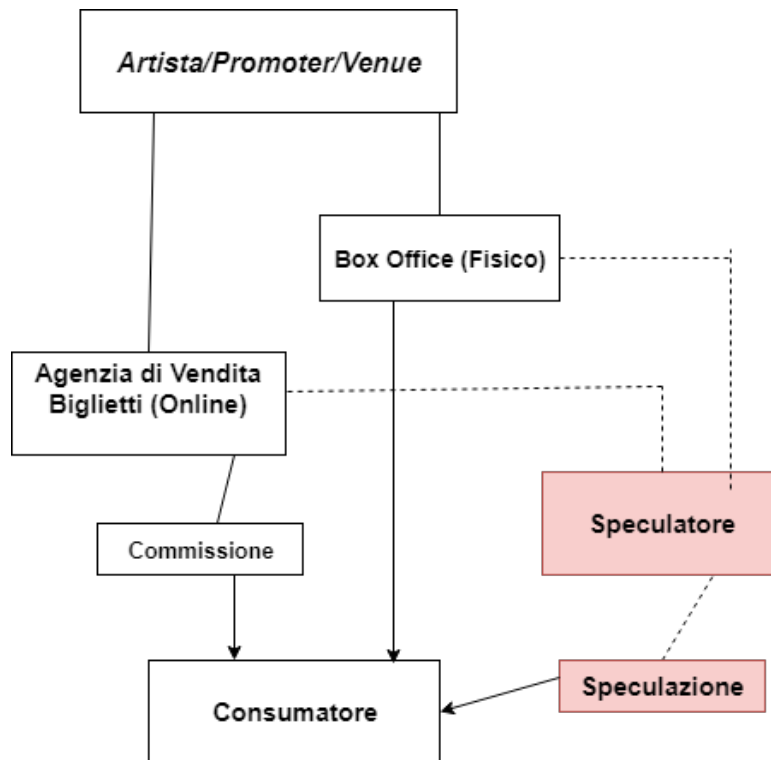 Artista/Promoter/Venue
Box Office (Fisico)
Agenzia di Vendita
Biglietti (Online)
Speculatore
Commissione
Speculazione
Consumatore